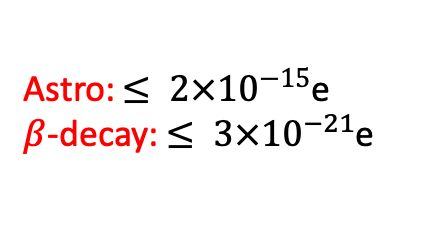 Astro: ≤ 2×10⁻¹⁵e
β-decay: ≤ 3×10⁻²¹e